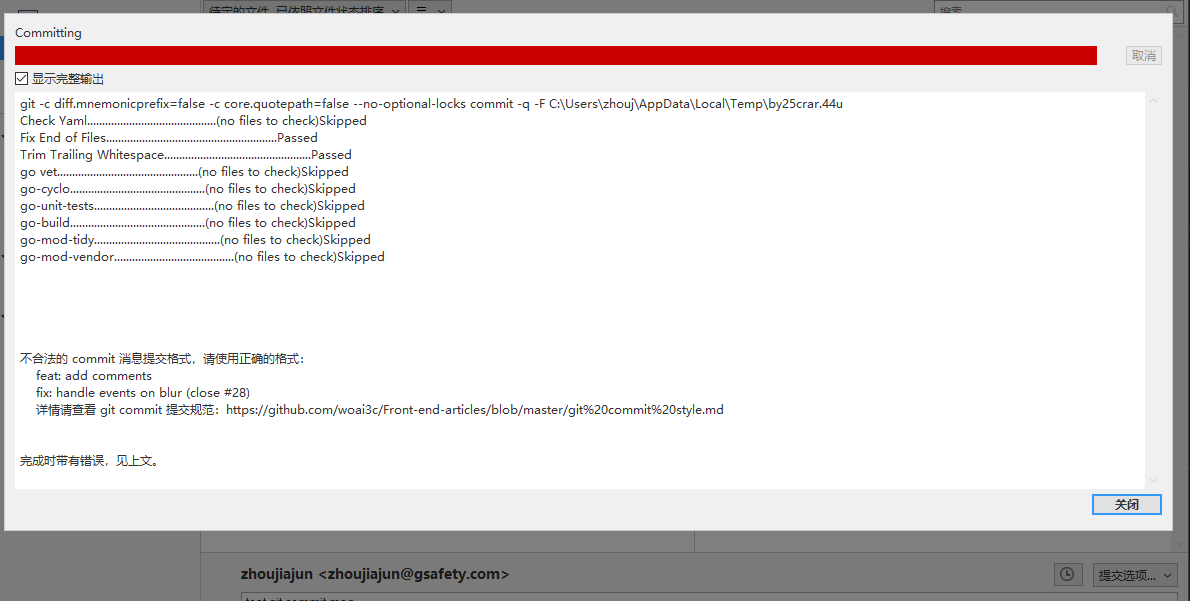 待定的文件, 已依照文件状态排序
搜索
Committing
取消
显示完整输出
git -c diff.mnemonicprefix=false -c core.quotepath=false --no-optional-locks commit -q -F C:\Users\zhouj\AppData\Local\Temp\by25crar.44u
Check Yaml...........................................(no files to check)Skipped
Fix End of Files.........................................................Passed
Trim Trailing Whitespace.................................................Passed
go vet...............................................(no files to check)Skipped
go-cyclo.............................................(no files to check)Skipped
go-unit-tests........................................(no files to check)Skipped
go-build.............................................(no files to check)Skipped
go-mod-tidy..........................................(no files to check)Skipped
go-mod-vendor........................................(no files to check)Skipped
不合法的 commit 消息提交格式，请使用正确的格式：
feat: add comments
fix: handle events on blur (close #28)
详情请查看 git commit 提交规范：https://github.com/woai3c/Front-end-articles/blob/master/git%20commit%20style.md
完成时带有错误，见上文。
关闭
zhoujiajun <zhoujiajun@gsafety.com>
提交选项...
test git commit msg